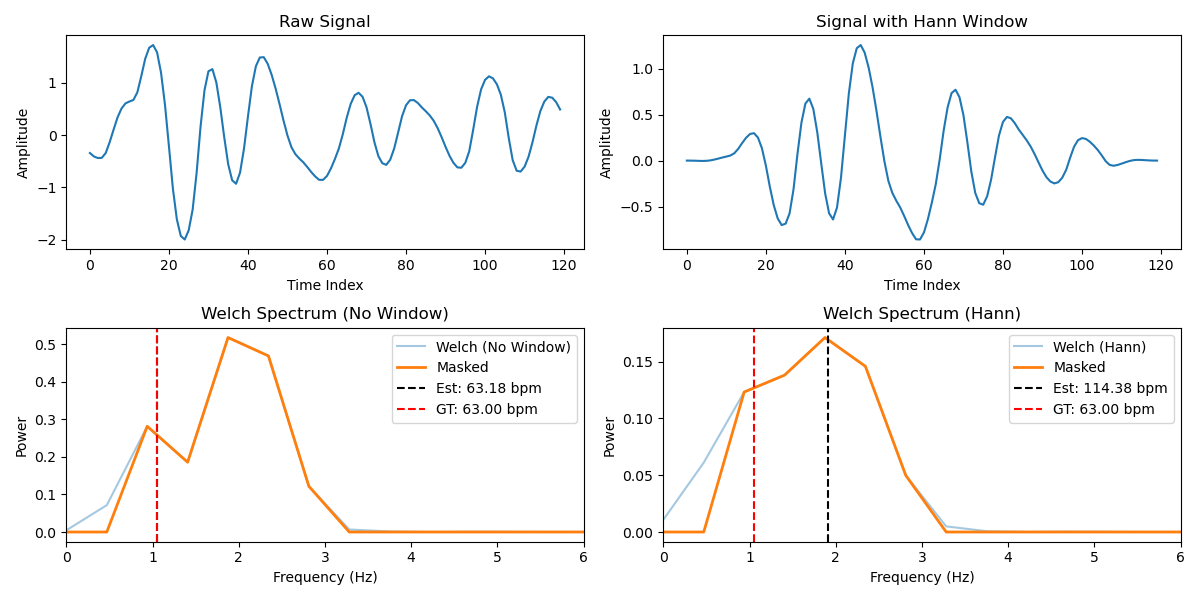 Raw Signal
Amplitude
1
0
−1
−2
0 20 40 60 80 100 120
Time Index
Signal with Hann Window
Amplitude
1.0
0.5
0.0
−0.5
0 20 40 60 80 100 120
Time Index
Welch Spectrum (No Window)
Power
0.5
0.4
0.3
0.2
0.1
0.0
Welch (No Window)
Masked
Est: 63.18 bpm
GT: 63.00 bpm
0 1 2 3 4 5 6
Frequency (Hz)
Welch Spectrum (Hann)
Power
0.15
0.10
0.05
0.00
Welch (Hann)
Masked
Est: 114.38 bpm
GT: 63.00 bpm
0 1 2 3 4 5 6
Frequency (Hz)